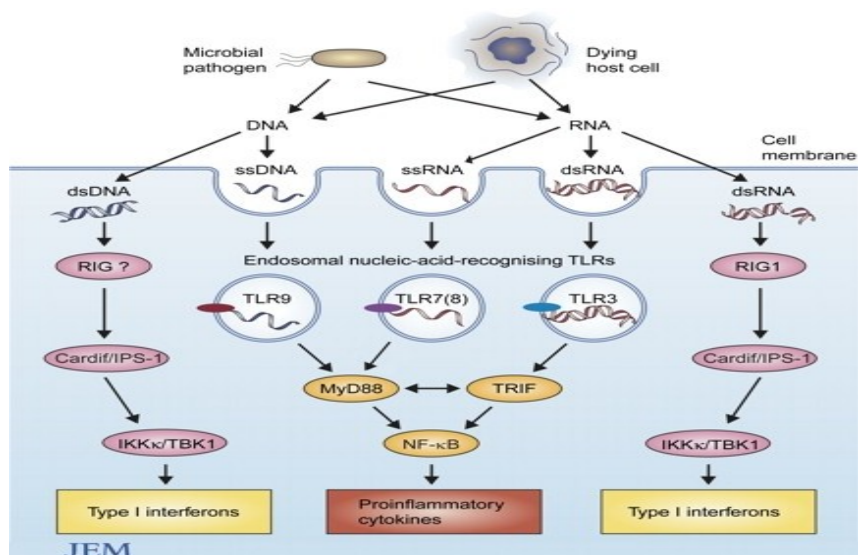 Microbial
pathogen
Dying
host cell
DNA
RNA
Cell
membrane
dsDNA
ssDNA
ssRNA
dsRNA
dsRNA
RIG ?
Endosomal nucleic-acid-recognising TLRs
RIG1
TLR9
TLR7(8)
TLR3
Cardif/IPS-1
Cardif/IPS-1
MyD88
TRIF
IKKκ/TBK1
NF-κB
IKKκ/TBK1
Type I interferons
Proinflammatory
cytokines
Type I interferons
JEM